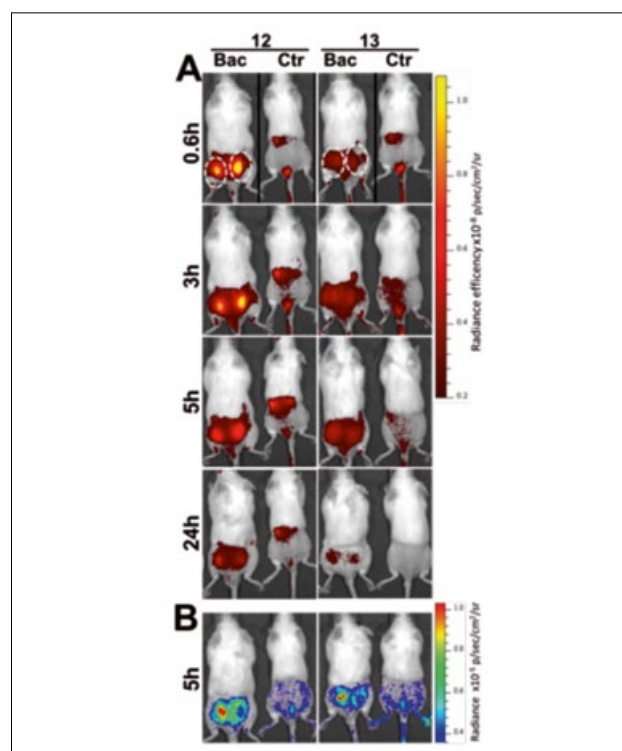 12 13
Bac Ctr Bac Ctr
A
0.6h
3h
5h
24h
B
5h
1.0
0.8
0.6
0.4
0.2
Radiance efficency x10⁻⁸ p/sec/cm²/sr
1.0
0.8
0.6
0.4
Radiance x10⁻⁵ p/sec/cm²/sr